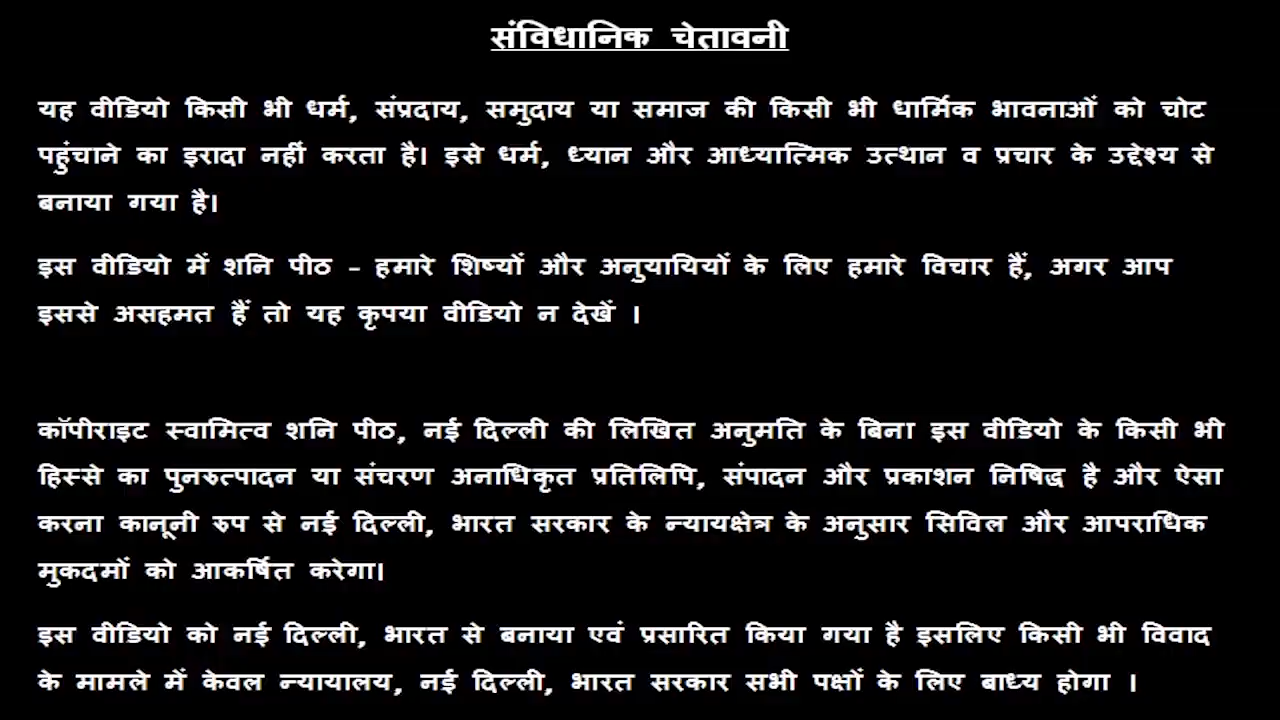 संविधानिक चेतावनी
यह वीडियो किसी भी धर्म, संप्रदाय, समुदाय या समाज की किसी भी धार्मिक भावनाओं को चोट
पहुंचाने का इरादा नहीं करता है। इसे धर्म, ध्यान और आध्यात्मिक उत्थान व प्रचार के उद्देश्य से
बनाया गया है।
इस वीडियो में शनि पीठ – हमारे शिष्यों और अनुयायियों के लिए हमारे विचार हैं, अगर आप
इससे असहमत हैं तो यह कृपया वीडियो न देखें ।
कॉपीराइट स्वामित्व शनि पीठ, नई दिल्ली की लिखित अनुमति के बिना इस वीडियो के किसी भी
हिस्से का पुनरुत्पादन या संचरण अनाधिकृत प्रतिलिपि, संपादन और प्रकाशन निषिद्ध है और ऐसा
करना कानूनी रुप से नई दिल्ली, भारत सरकार के न्यायक्षेत्र के अनुसार सिविल और आपराधिक
मुकदमों को आकर्षित करेगा।
इस वीडियो को नई दिल्ली, भारत से बनाया एवं प्रसारित किया गया है इसलिए किसी भी विवाद
के मामले में केवल न्यायालय, नई दिल्ली, भारत सरकार सभी पक्षों के लिए बाध्य होगा ।